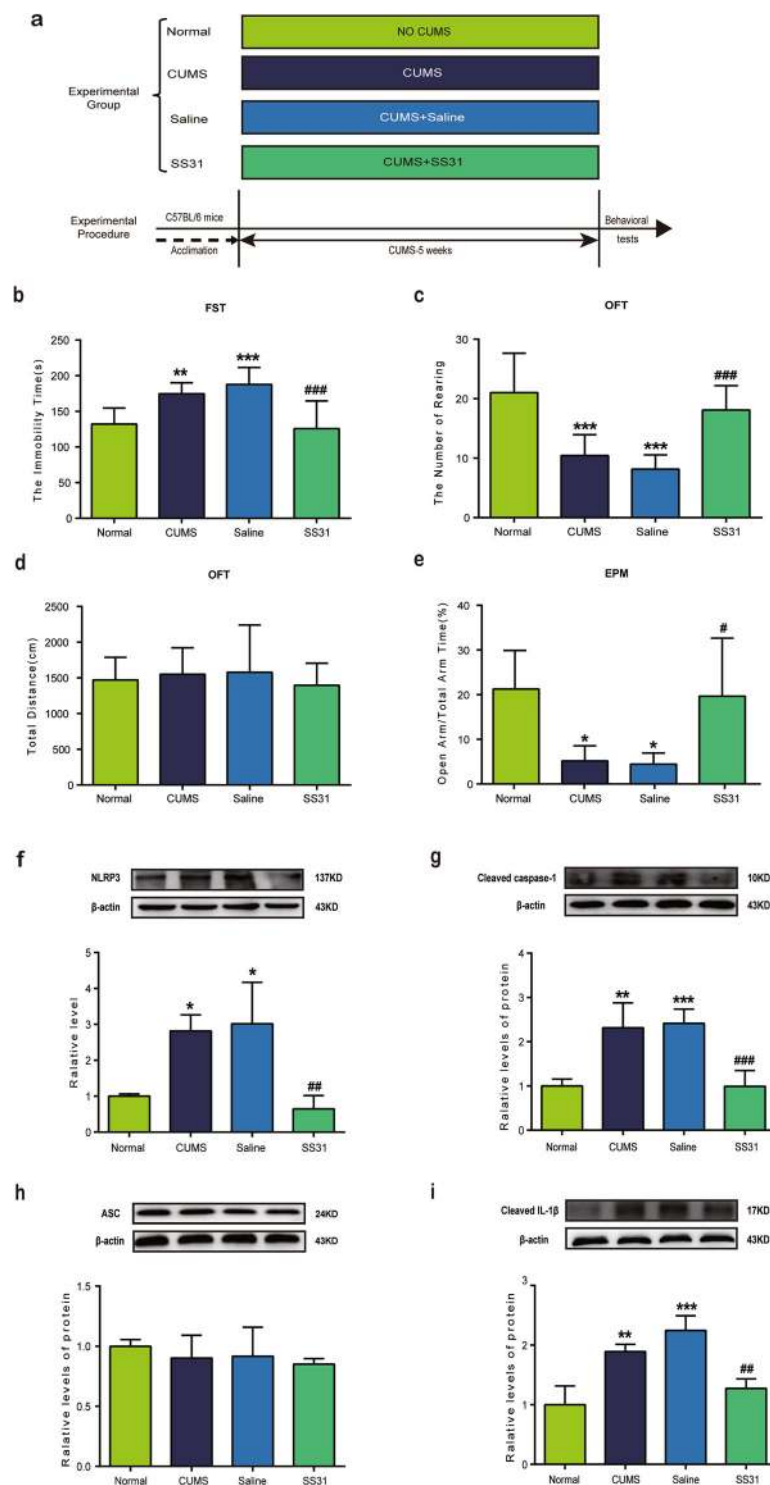 a
Normal
NO CUMS
CUMS
CUMS
Experimental
Group
Saline
CUMS+Saline
SS31
CUMS+SS31
Experimental
Procedure
C57BL/6 mice
Acclimation
CUMS-5 weeks
Behavioral
tests
b
FST
The Immobility Time(s)
250
200
150
100
50
0
**
***
###
Normal CUMS Saline SS31
c
OFT
The Number of Rearing
30
20
10
0
***
***
###
Normal CUMS Saline SS31
d
OFT
Total Distance(cm)
2500
2000
1500
1000
500
0
Normal CUMS Saline SS31
e
EPM
Open Arm/Total Arm Time(%)
40
30
20
10
0
*
*
#
Normal CUMS Saline SS31
f
NLRP3 137KD
β-actin 43KD
Ralative level
5
4
3
2
1
0
*
*
##
Normal CUMS Saline SS31
g
Cleaved caspase-1 10KD
β-actin 43KD
Ralative levels of protein
4
3
2
1
0
**
***
###
Normal CUMS Saline SS31
h
ASC 24KD
β-actin 43KD
Ralative levels of protein
1.5
1.0
0.5
0.0
Normal CUMS Saline SS31
i
Cleaved IL-1β 17KD
β-actin 43KD
Ralative levels of protein
3
2
1
0
**
***
##
Normal CUMS Saline SS31